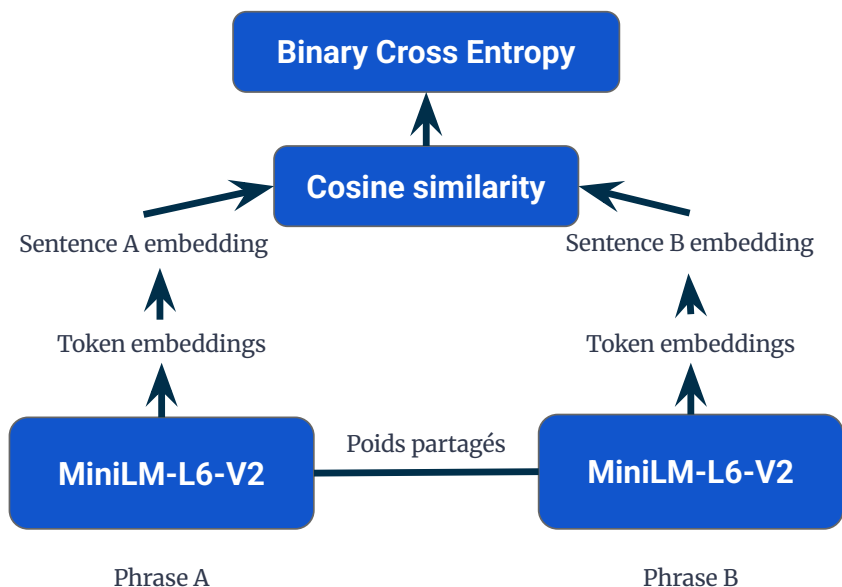 Binary Cross Entropy
Cosine similarity
Sentence A embedding
Sentence B embedding
Token embeddings
Token embeddings
MiniLM-L6-V2
Poids partagés
MiniLM-L6-V2
Phrase A
Phrase B